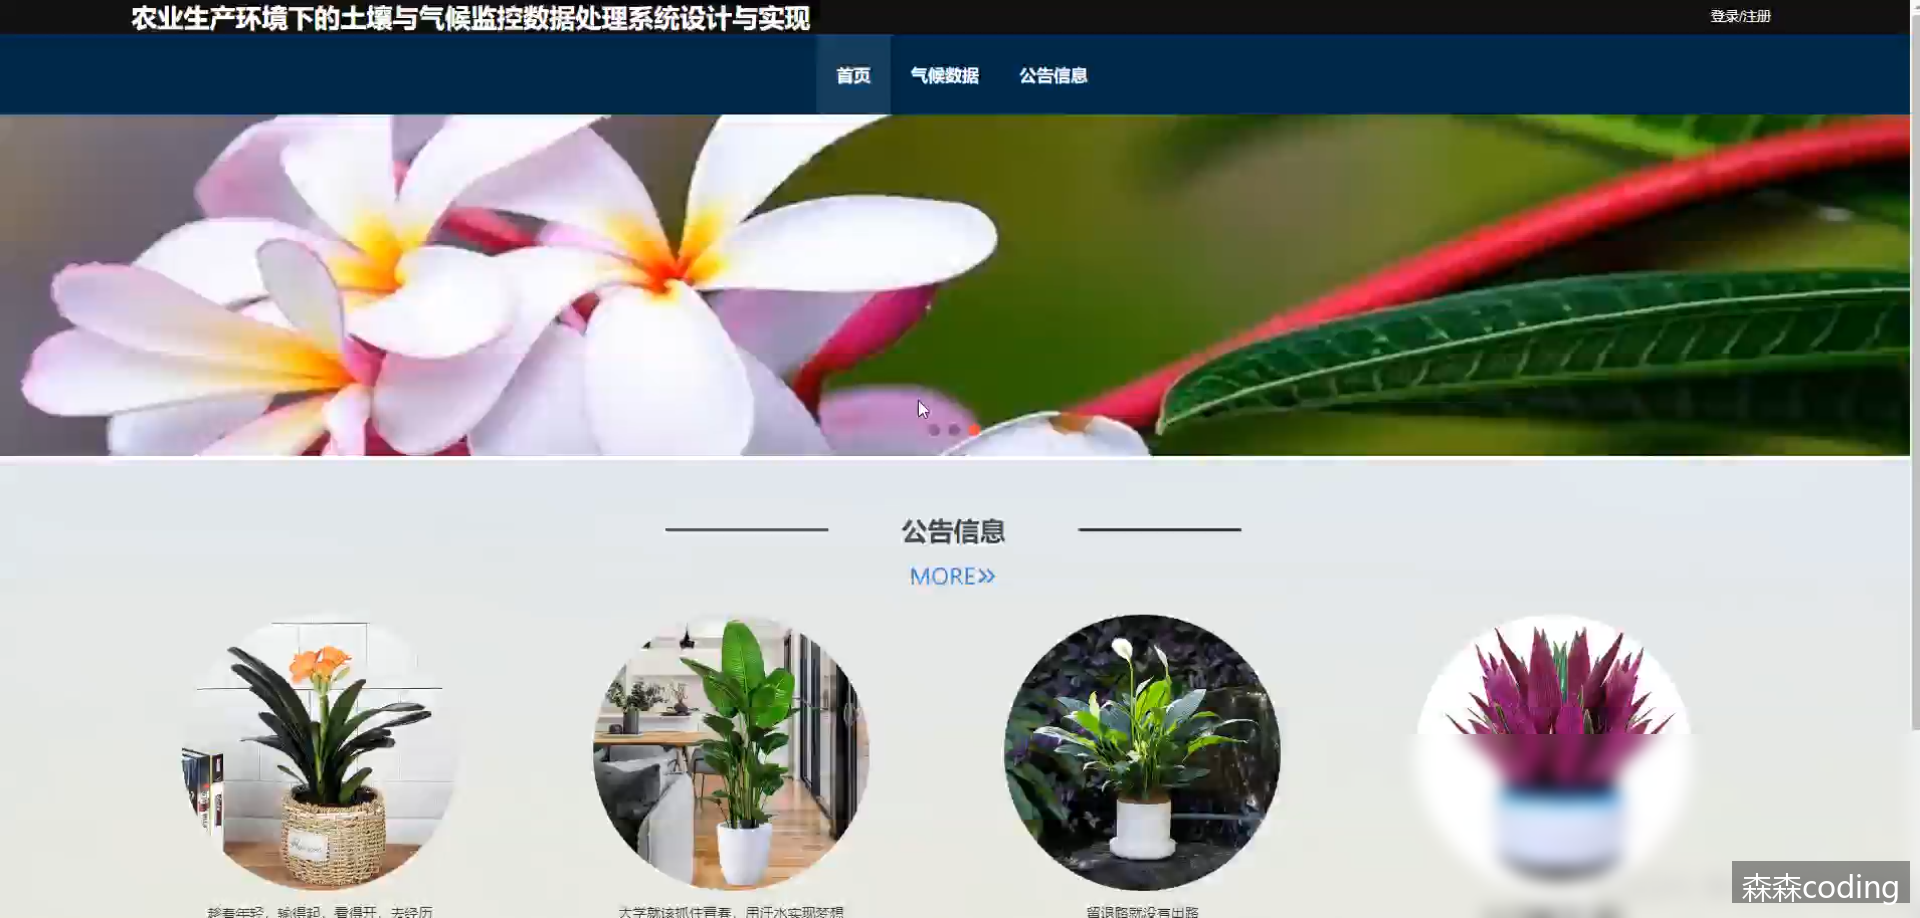 农业生产环境下的土壤与气候监控数据处理系统设计与实现
登录/注册
首页 气候数据 公告信息
公告信息
MORE»
趁着年轻，输得起，看得开，去经历
大学就该抓住青春，用汗水实现梦想
留退路就没有出路
森森coding